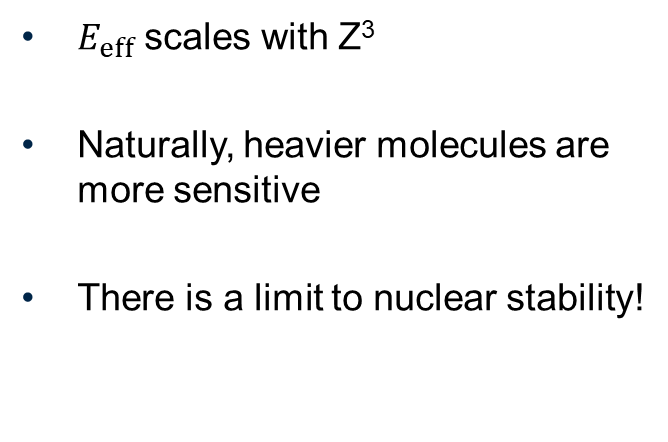 • E_eff scales with Z³
• Naturally, heavier molecules are
more sensitive
• There is a limit to nuclear stability!